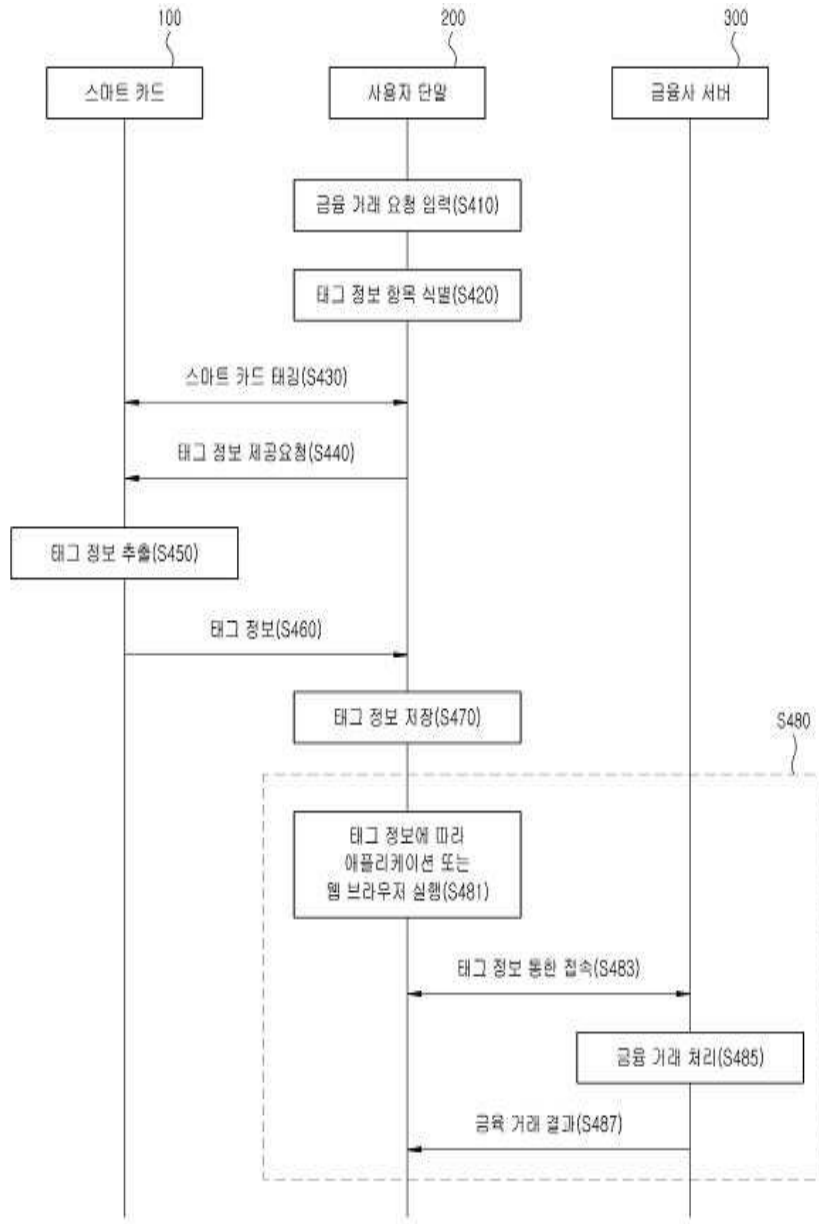 100
200
300
스마트 카드
사용자 단말
금융사 서버
금융 거래 요청 입력(S410)
태그 정보 항목 식별(S420)
스마트 카드 태깅(S430)
태그 정보 제공요청(S440)
태그 정보 추출(S450)
태그 정보(S460)
태그 정보 저장(S470)
S480
태그 정보에 따라
애플리케이션 또는
웹 브라우저 실행(S481)
태그 정보 통한 접속(S483)
금융 거래 처리(S485)
금육 거래 결과(S487)